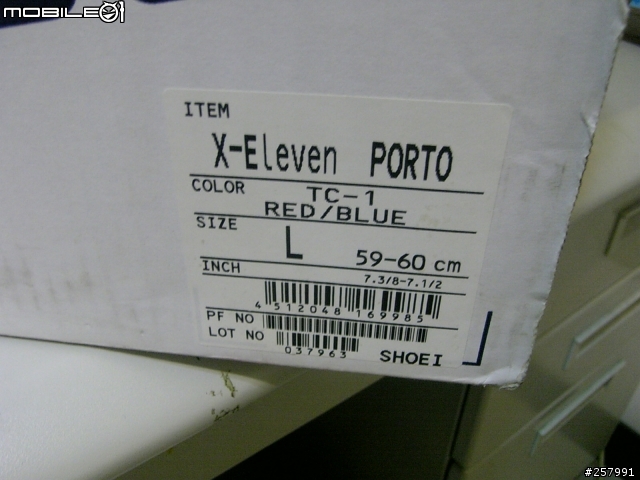 MOBILE01
ITEM
X-Eleven PORTO
COLOR TC-1
RED/BLUE
SIZE L 59-60 cm
INCH 7.3/8-7.1/2
4 512048 169985
PF NO
LOT NO
037963 SHOEI
#257991